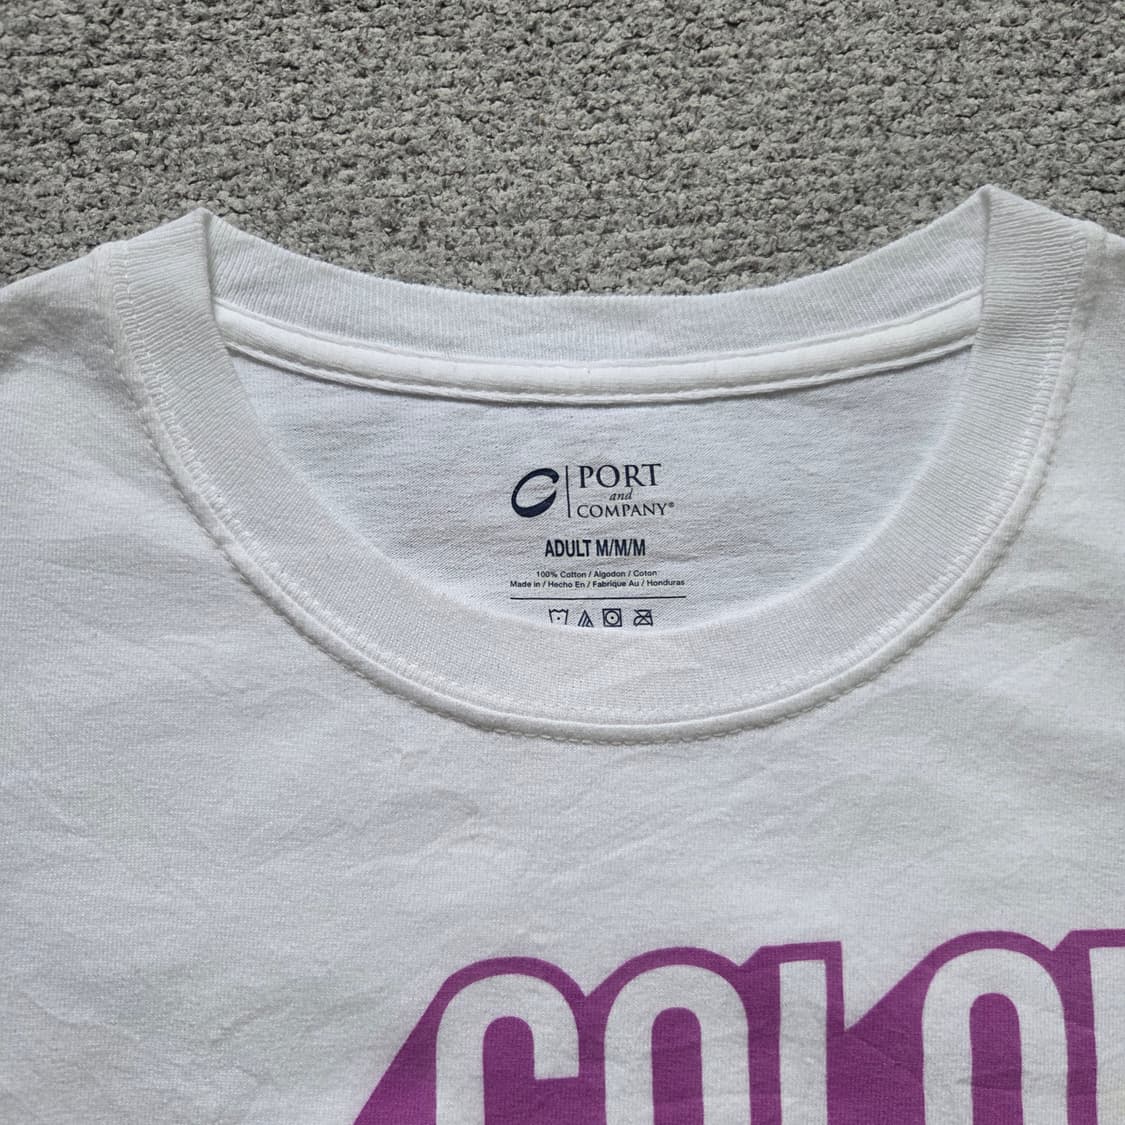 PORT
and
COMPANY®
ADULT M/M/M
100% Cotton / Algodon / Coton
Made in / Hecho En / Fabrique Au / Honduras